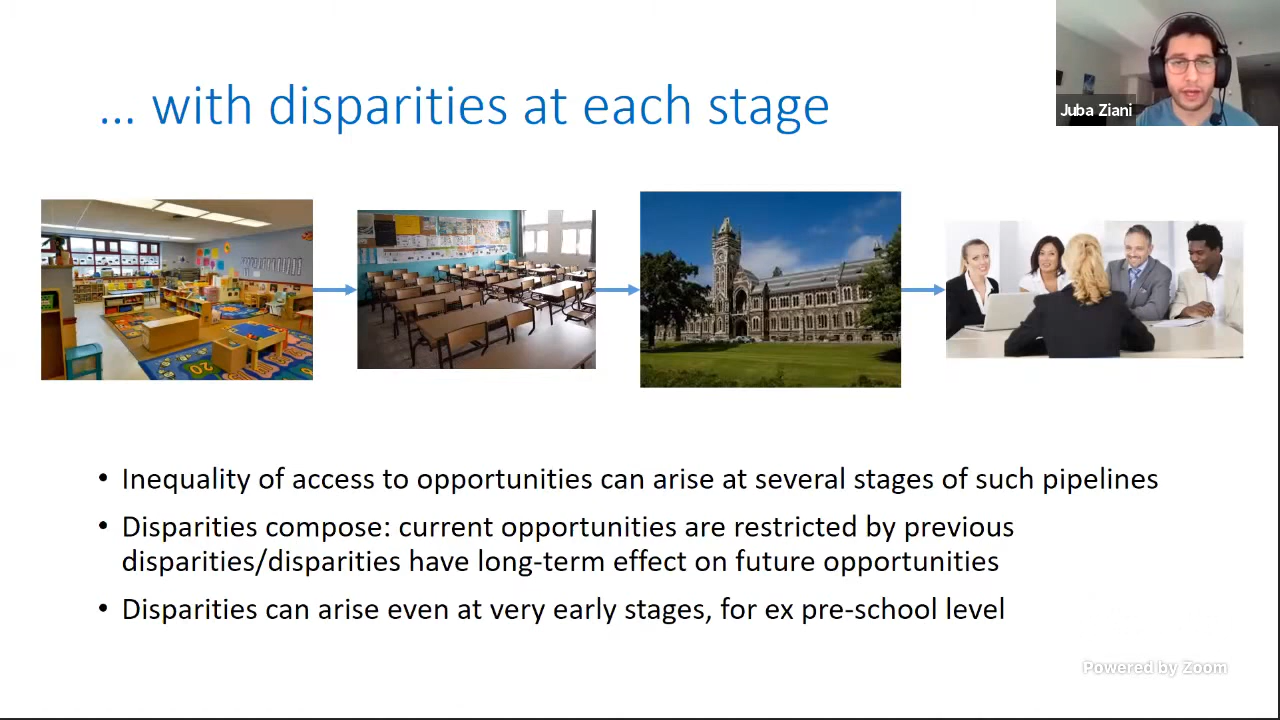 … with disparities at each stage
Juba Ziani
• Inequality of access to opportunities can arise at several stages of such pipelines
• Disparities compose: current opportunities are restricted by previous
disparities/disparities have long-term effect on future opportunities
• Disparities can arise even at very early stages, for ex pre-school level
Powered by Zoom